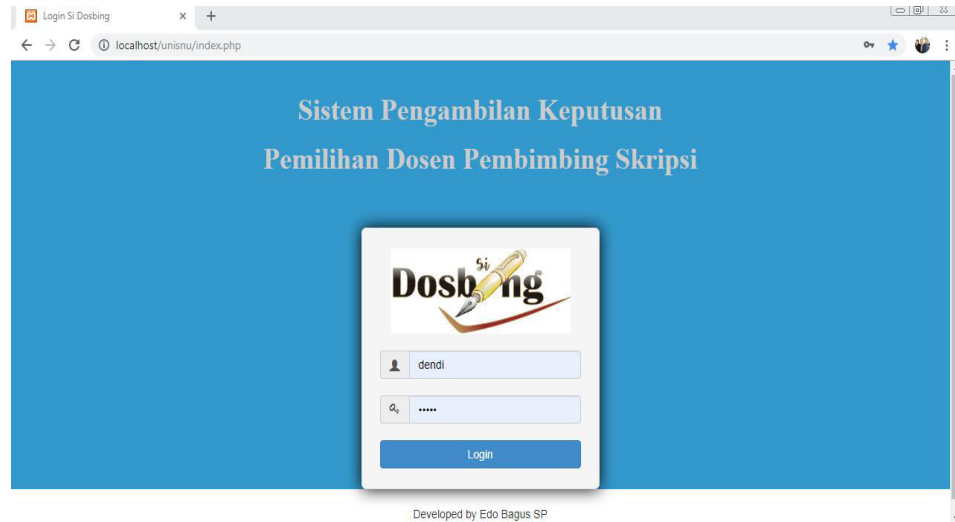 Login Si Dosbing
localhost/unisnu/index.php
Sistem Pengambilan Keputusan
Pemilihan Dosen Pembimbing Skripsi
Si
Dosbing
dendi
•••••
Login
Developed by Edo Bagus SP